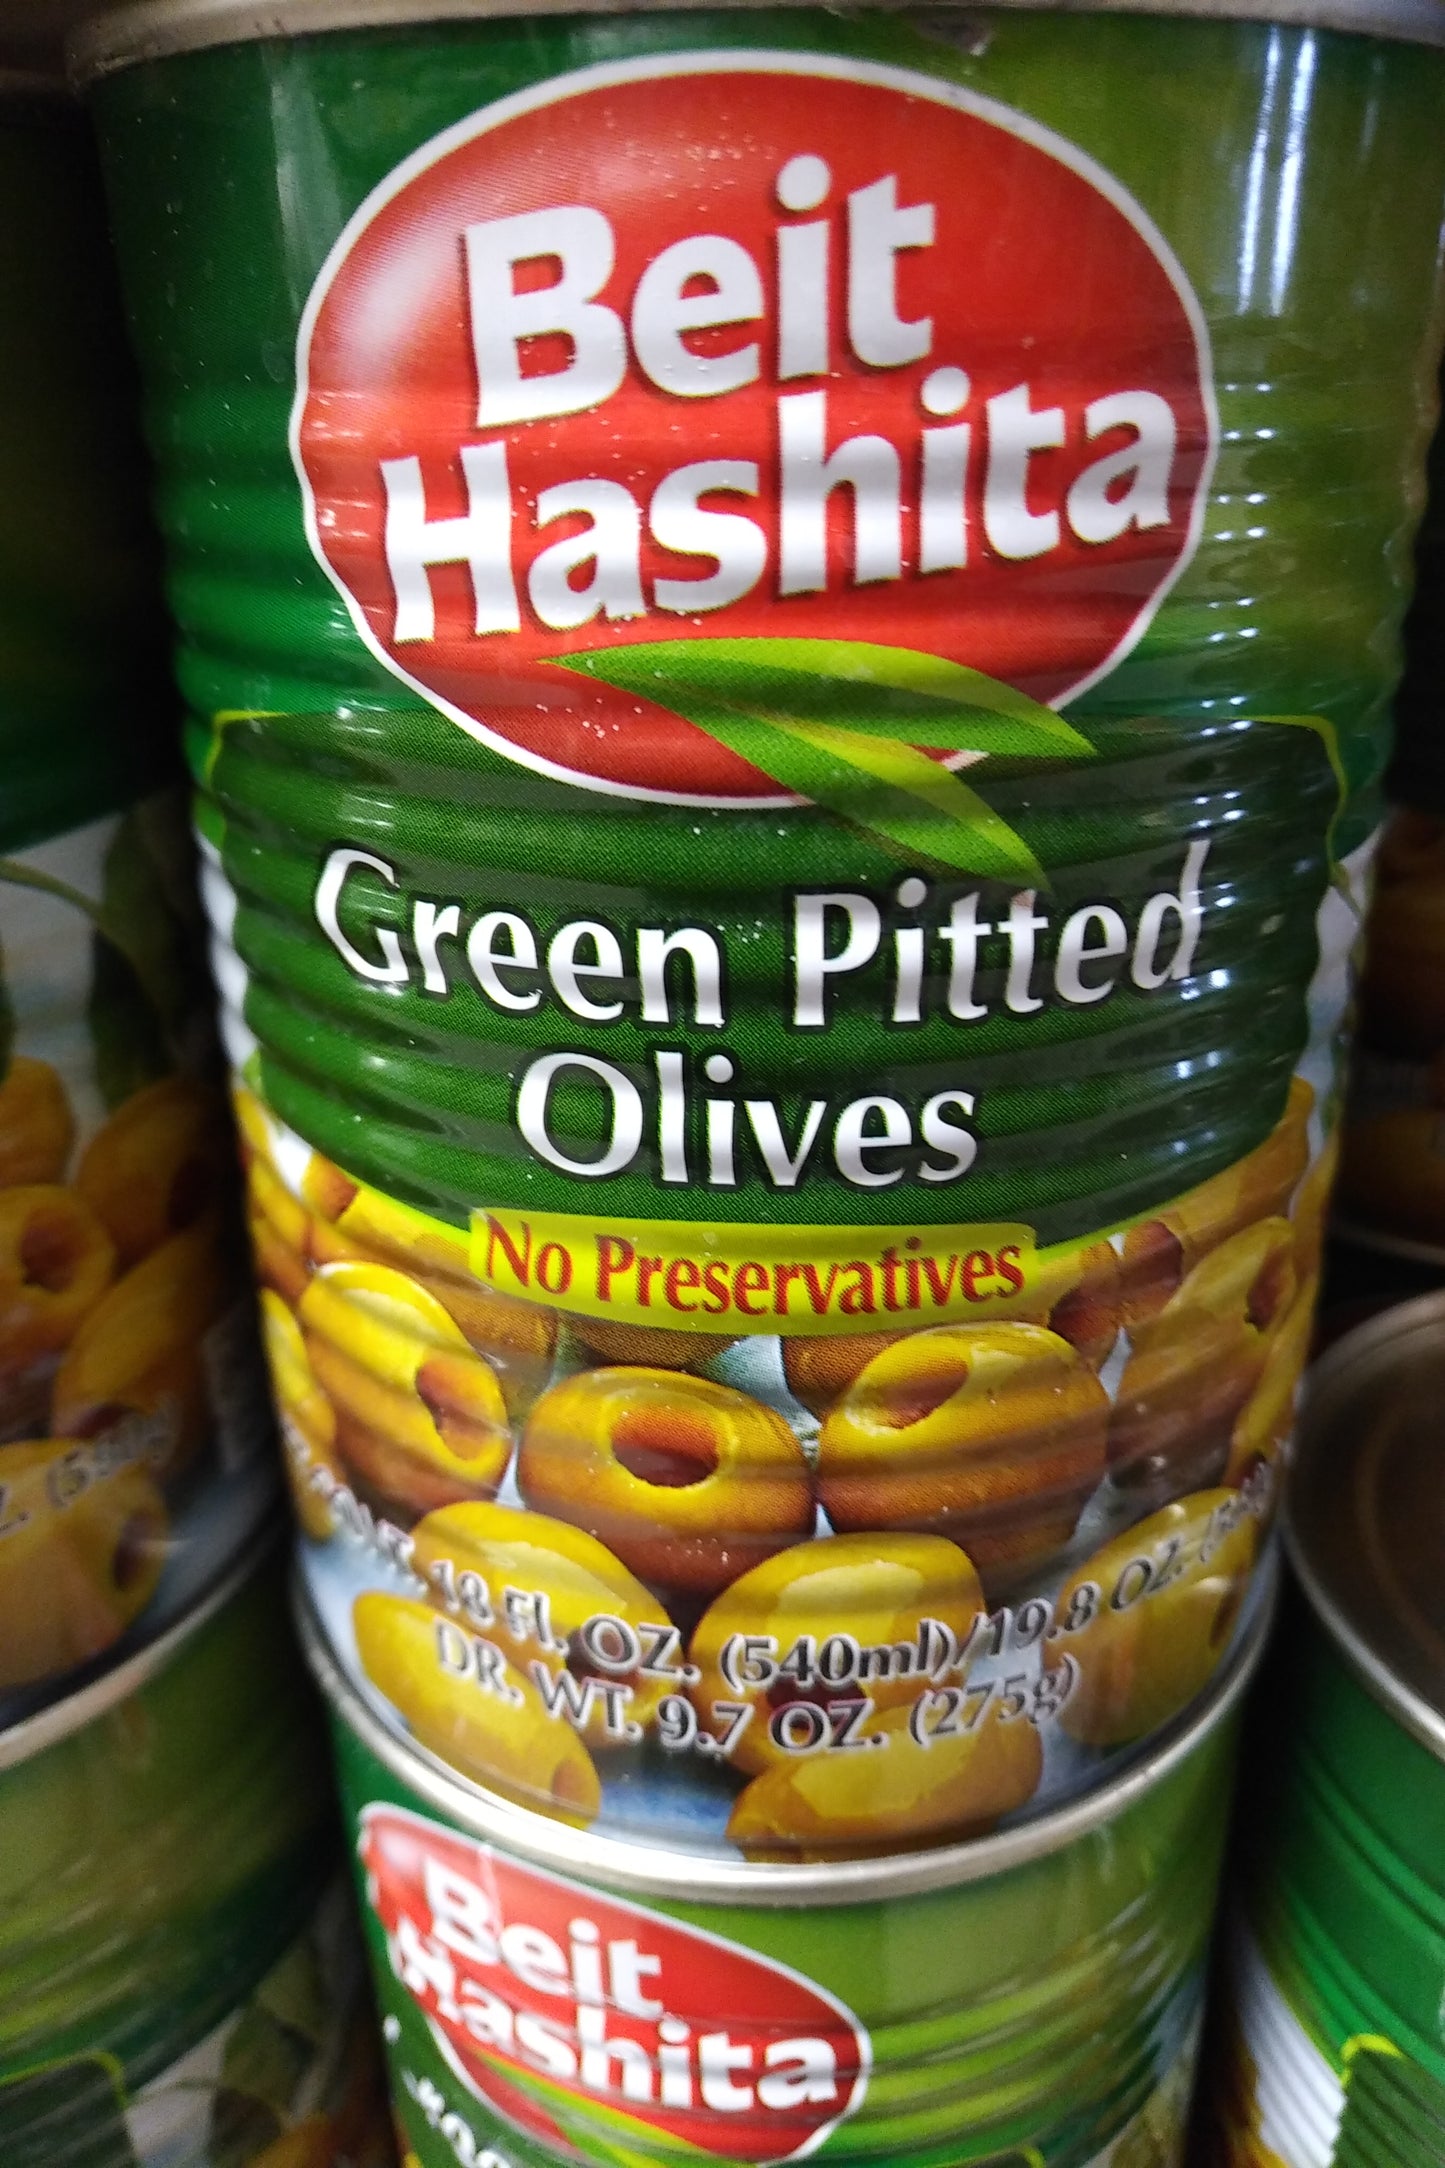 Beit
Hashita
Green Pitted
Olives
No Preservatives
18 Fl. OZ. (540ml)/19.8 OZ.
DR. WT. 9.7 OZ. (275g)
Beit
Hashita